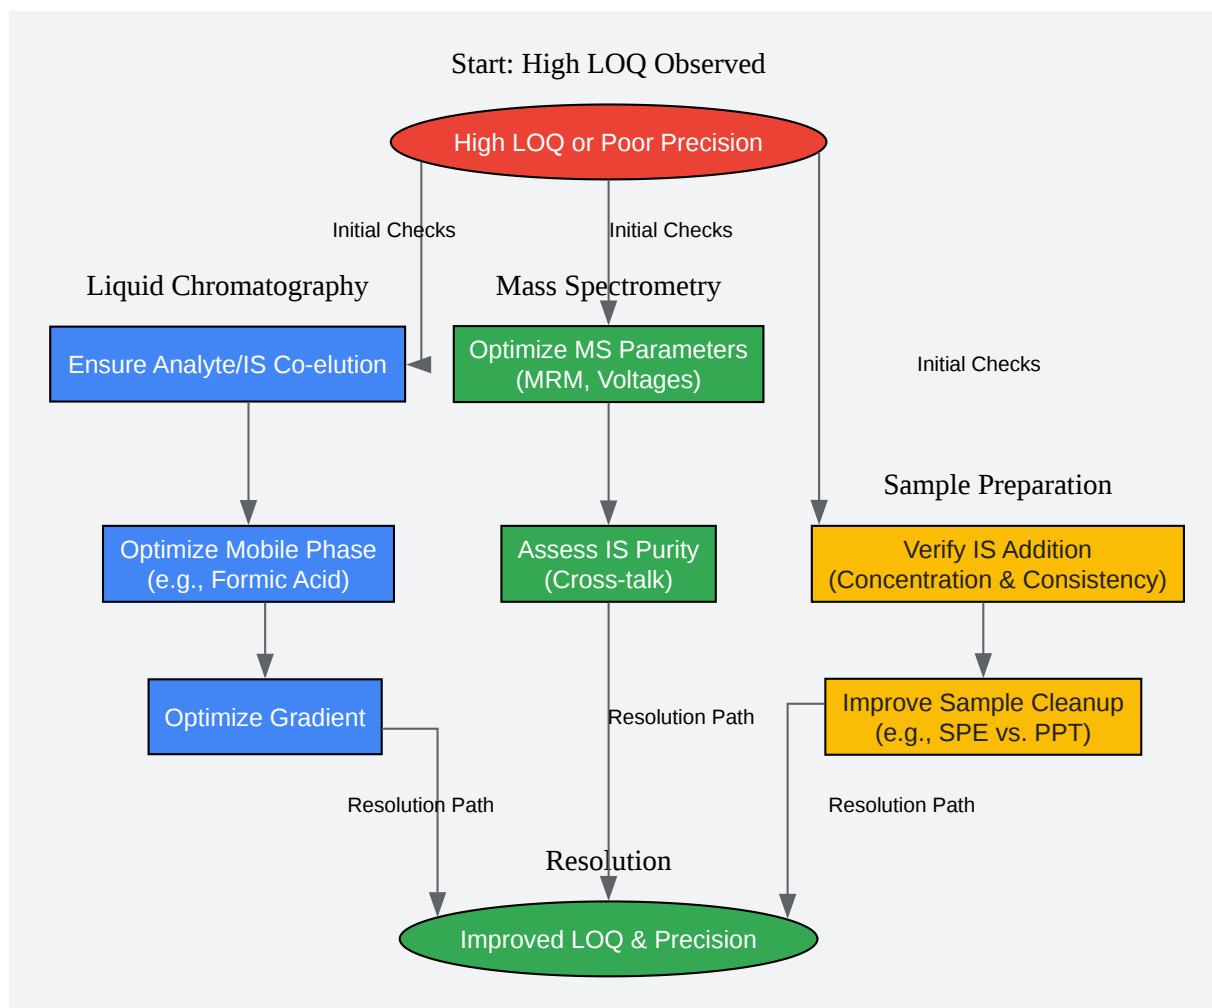 Start: High LOQ Observed
High LOQ or Poor Precision
Initial Checks
Initial Checks
Liquid Chromatography
Mass Spectrometry
Ensure Analyte/IS Co-elution
Optimize MS Parameters
(MRM, Voltages)
Initial Checks
Sample Preparation
Optimize Mobile Phase
(e.g., Formic Acid)
Assess IS Purity
(Cross-talk)
Verify IS Addition
(Concentration & Consistency)
Optimize Gradient
Resolution Path
Improve Sample Cleanup
(e.g., SPE vs. PPT)
Resolution Path
Resolution Path
Resolution
Improved LOQ & Precision